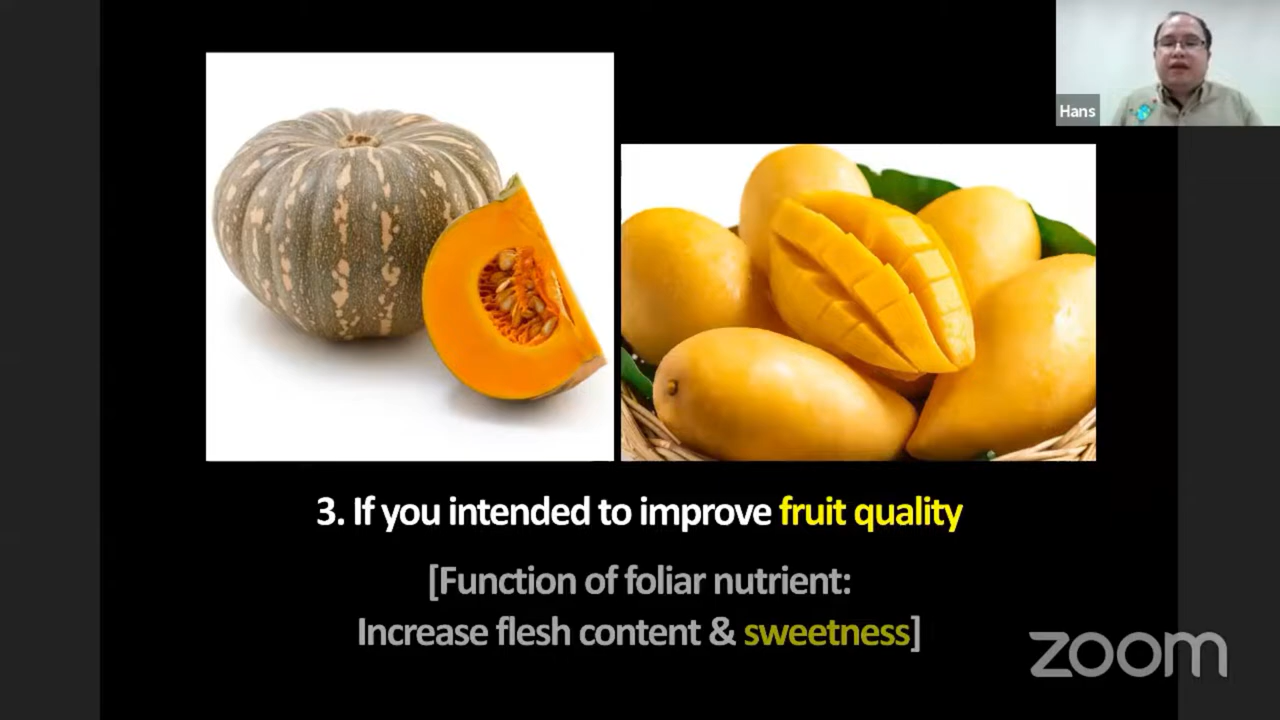 Hans
3. If you intended to improve fruit quality
[Function of foliar nutrient:
Increase flesh content & sweetness]
zoom